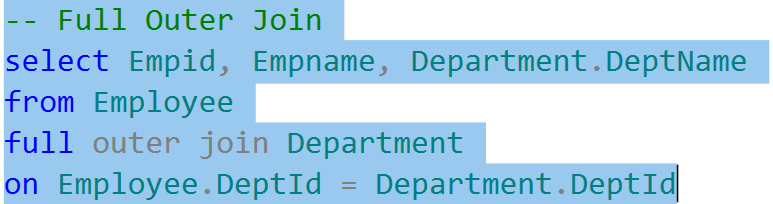 -- Full Outer Join
select Empid, Empname, Department.DeptName
from Employee
full outer join Department
on Employee.DeptId = Department.DeptId